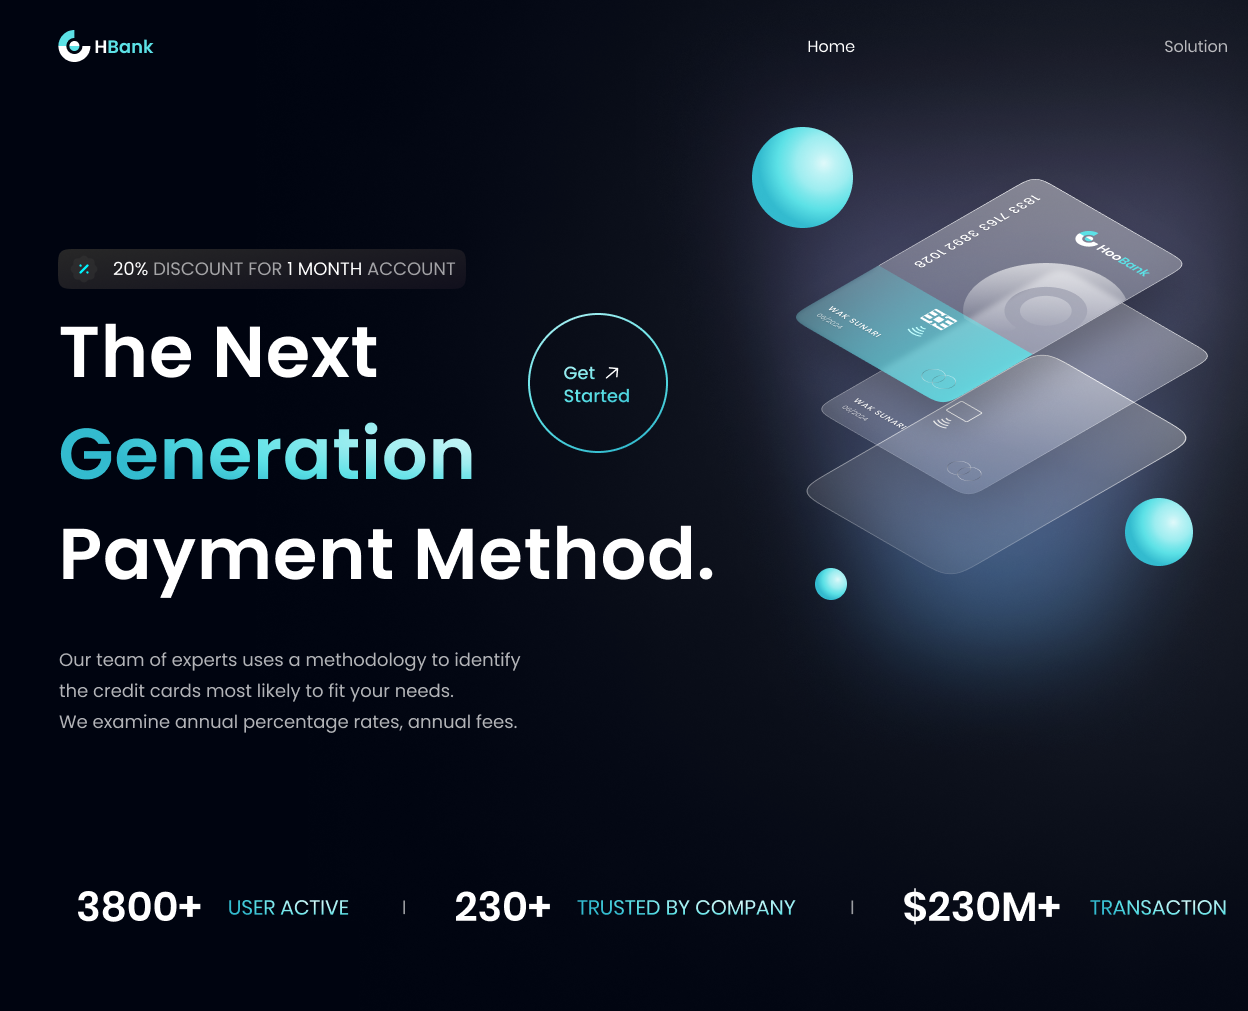 HBank
Home
Solution
20% DISCOUNT FOR 1 MONTH ACCOUNT
The Next
Generation
Payment Method.
Get
Started
1833 7163 3892 1028
HooBank
WAK SUNARI
09/2024
WAK SUNARI
09/2024
Our team of experts uses a methodology to identify
the credit cards most likely to fit your needs.
We examine annual percentage rates, annual fees.
3800+ USER ACTIVE | 230+ TRUSTED BY COMPANY | $230M+ TRANSACTION